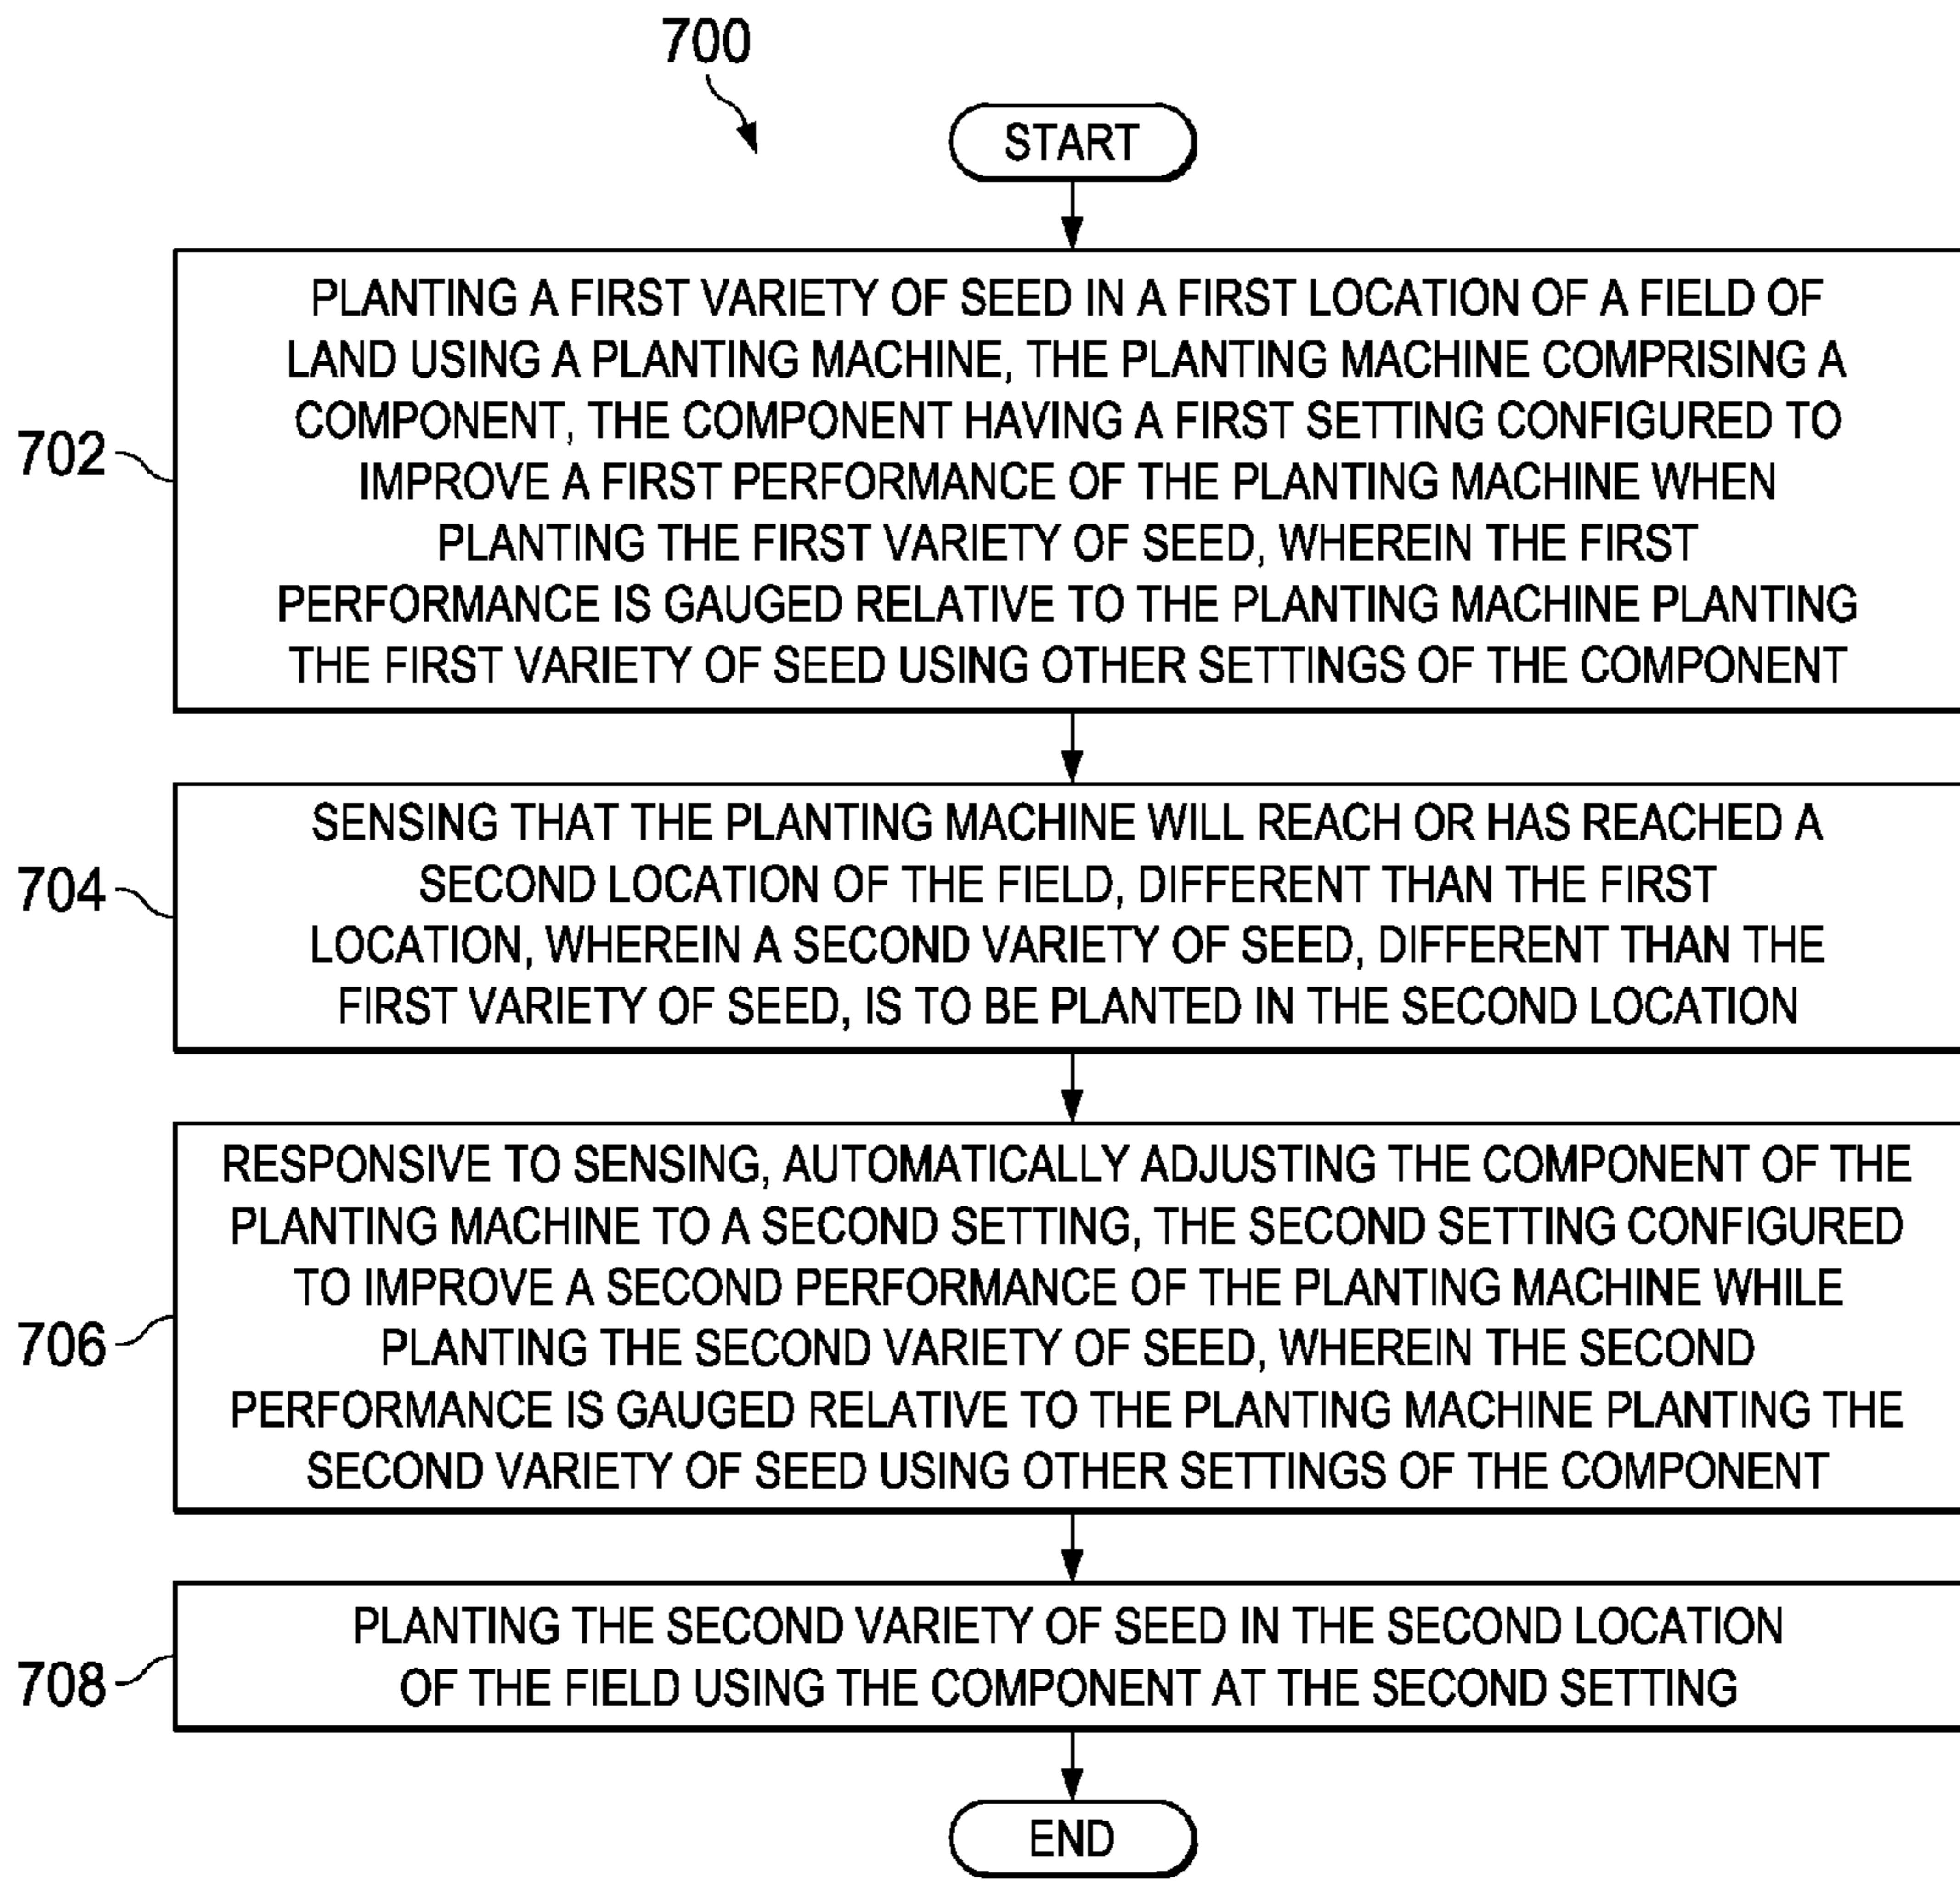 700
START
702
PLANTING A FIRST VARIETY OF SEED IN A FIRST LOCATION OF A FIELD OF
LAND USING A PLANTING MACHINE, THE PLANTING MACHINE COMPRISING A
COMPONENT, THE COMPONENT HAVING A FIRST SETTING CONFIGURED TO
IMPROVE A FIRST PERFORMANCE OF THE PLANTING MACHINE WHEN
PLANTING THE FIRST VARIETY OF SEED, WHEREIN THE FIRST
PERFORMANCE IS GAUGED RELATIVE TO THE PLANTING MACHINE PLANTING
THE FIRST VARIETY OF SEED USING OTHER SETTINGS OF THE COMPONENT
704
SENSING THAT THE PLANTING MACHINE WILL REACH OR HAS REACHED A
SECOND LOCATION OF THE FIELD, DIFFERENT THAN THE FIRST
LOCATION, WHEREIN A SECOND VARIETY OF SEED, DIFFERENT THAN THE
FIRST VARIETY OF SEED, IS TO BE PLANTED IN THE SECOND LOCATION
706
RESPONSIVE TO SENSING, AUTOMATICALLY ADJUSTING THE COMPONENT OF THE
PLANTING MACHINE TO A SECOND SETTING, THE SECOND SETTING CONFIGURED
TO IMPROVE A SECOND PERFORMANCE OF THE PLANTING MACHINE WHILE
PLANTING THE SECOND VARIETY OF SEED, WHEREIN THE SECOND
PERFORMANCE IS GAUGED RELATIVE TO THE PLANTING MACHINE PLANTING THE
SECOND VARIETY OF SEED USING OTHER SETTINGS OF THE COMPONENT
708
PLANTING THE SECOND VARIETY OF SEED IN THE SECOND LOCATION
OF THE FIELD USING THE COMPONENT AT THE SECOND SETTING
END